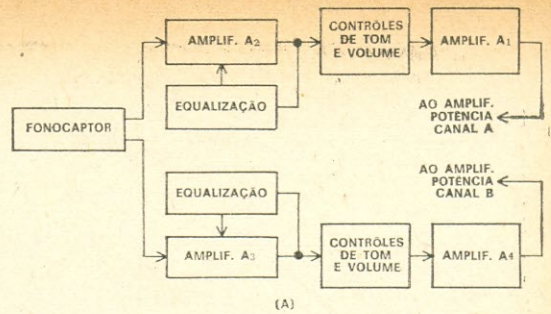 AMPLIF. A2
CONTRÔLES
DE TOM
E VOLUME
AMPLIF. A1
EQUALIZAÇÃO
AO AMPLIF.
POTÊNCIA
CANAL A
FONOCAPTOR
AO AMPLIF.
POTÊNCIA
CANAL B
EQUALIZAÇÃO
AMPLIF. A3
CONTRÔLES
DE TOM
E VOLUME
AMPLIF. A4
(A)